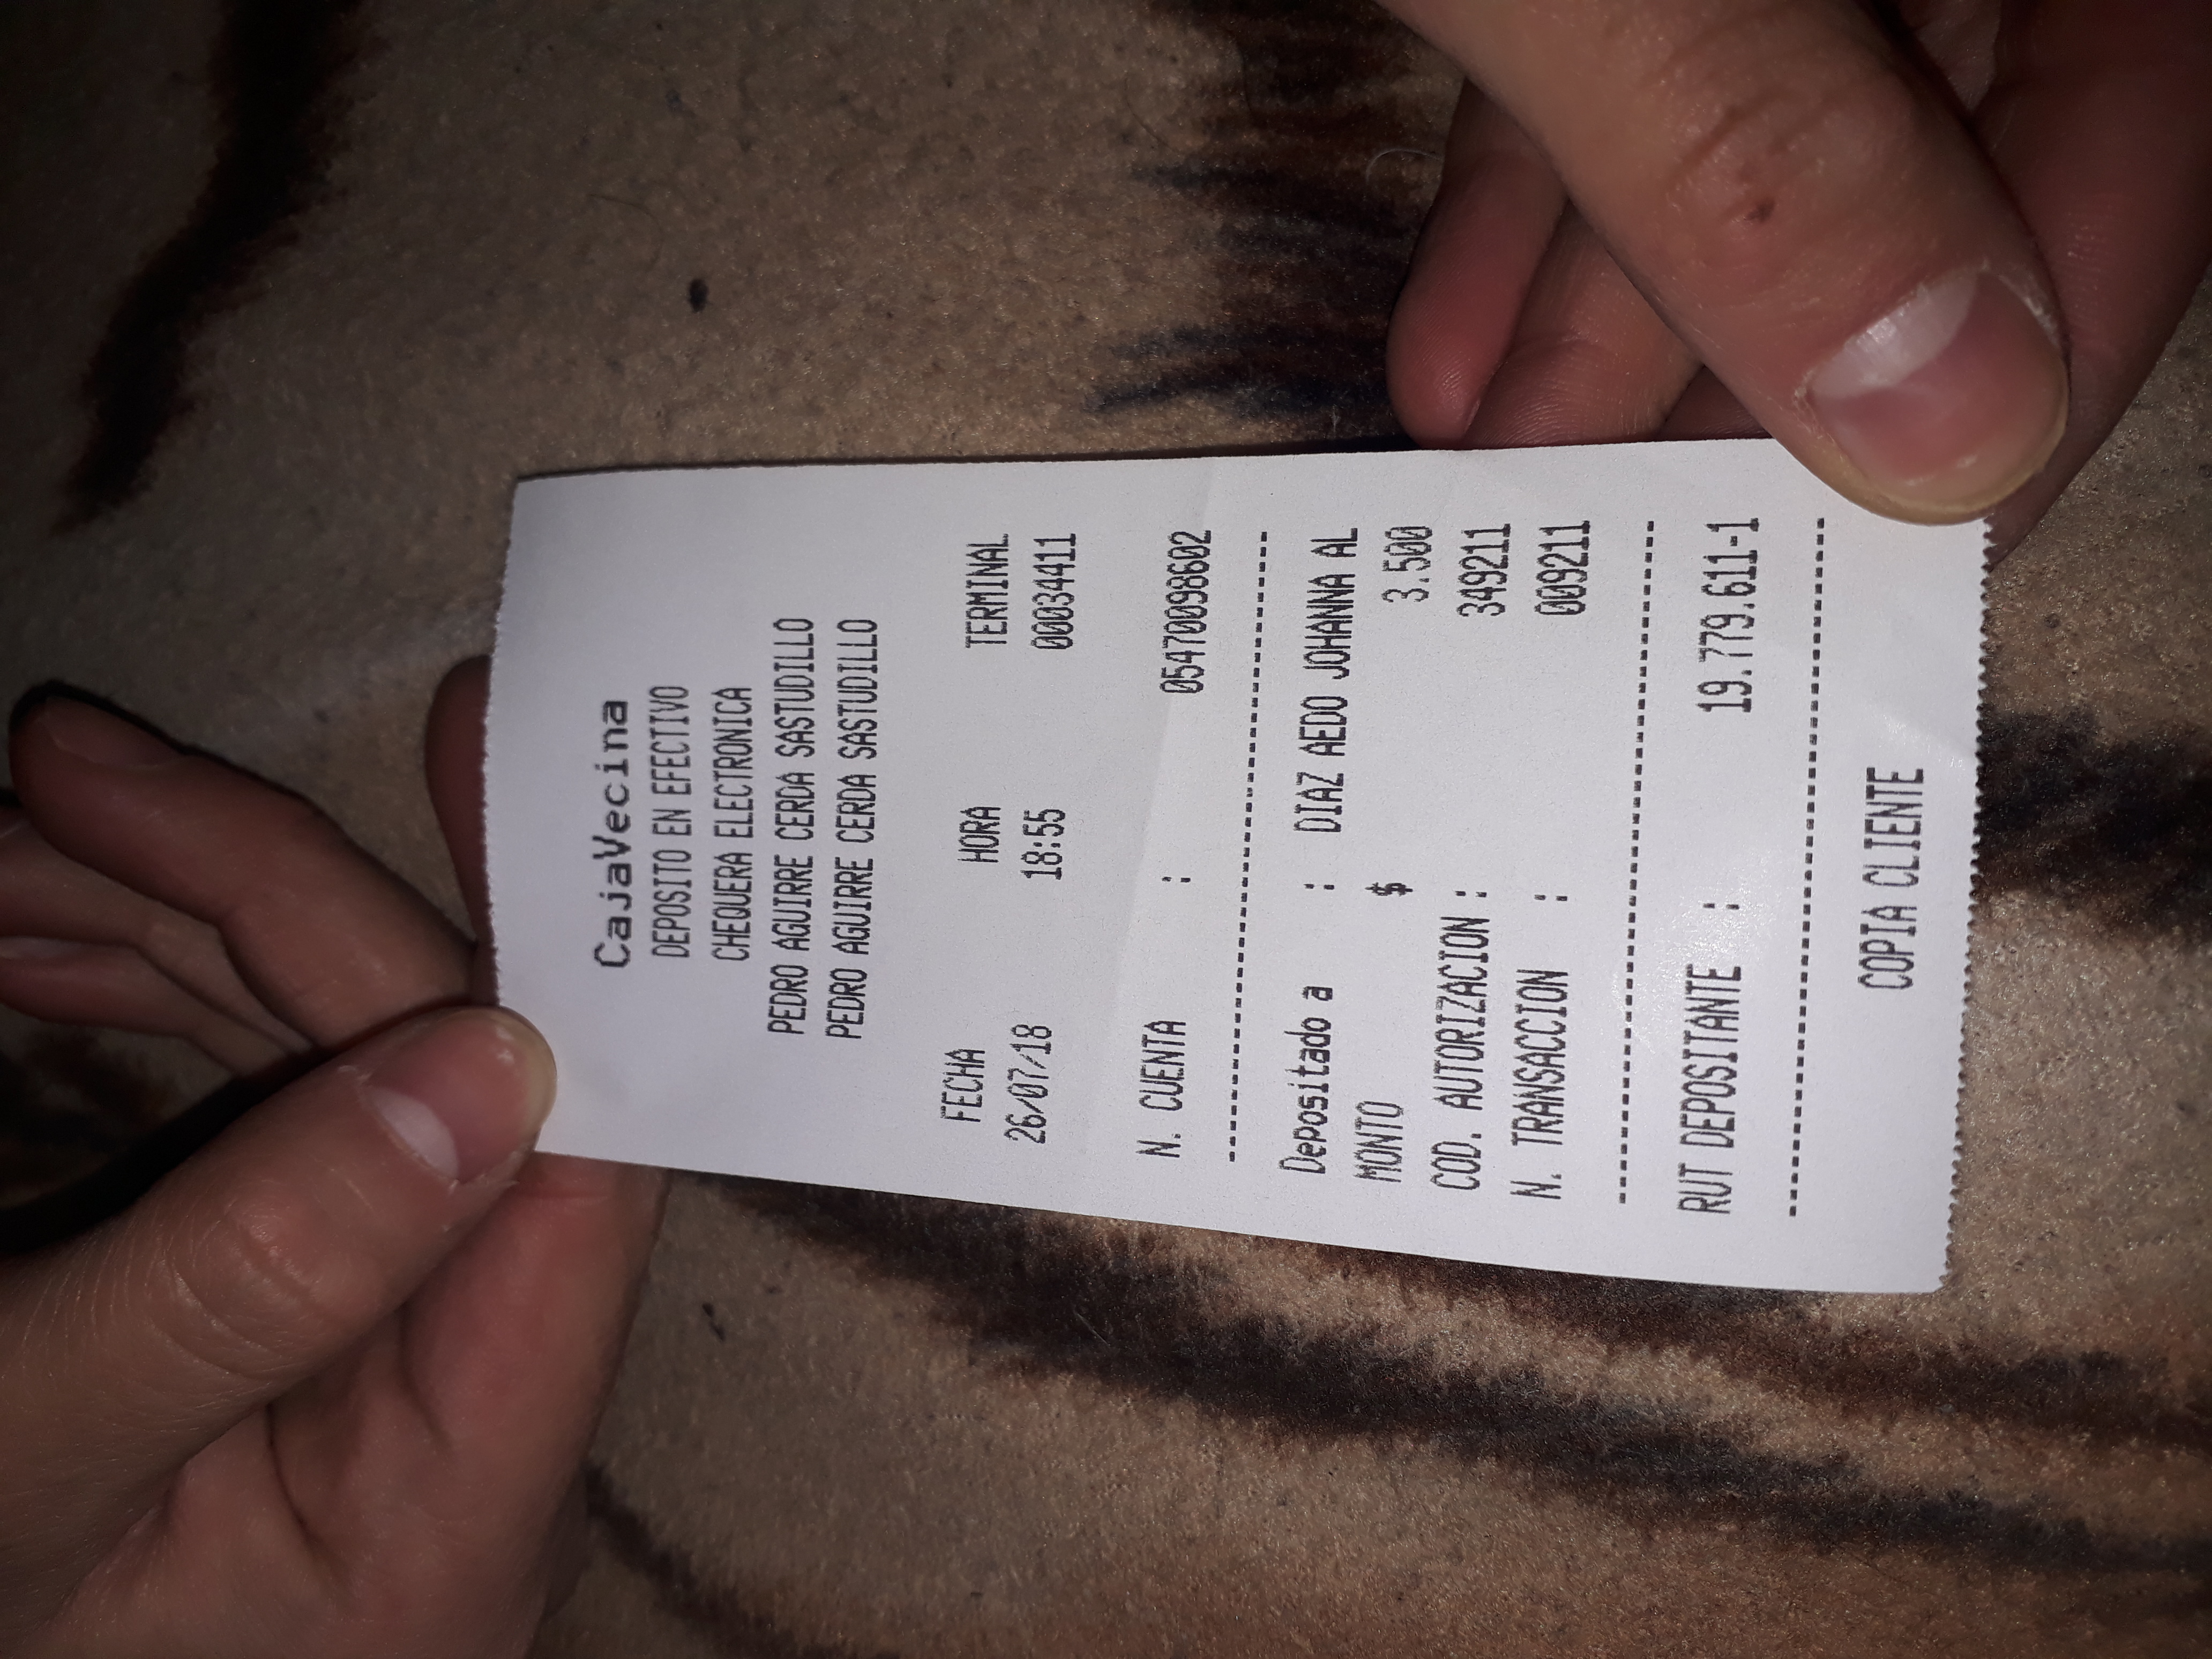 CajaVecina
DEPOSITO EN EFECTIVO
CHEQUERA ELECTRONICA
PEDRO AGUIRRE CERDA SASTUDILLO
PEDRO AGUIRRE CERDA SASTUDILLO
FECHA HORA TERMINAL
26/07/18 18:55 00034411
N. CUENTA : 05470098602
Depositado a : DIAZ AEDO JOHANNA AL
MONTO $ 3.500
COD. AUTORIZACION : 349211
N. TRANSACCION : 009211
RUT DEPOSITANTE : 19.779.611-1
COPIA CLIENTE